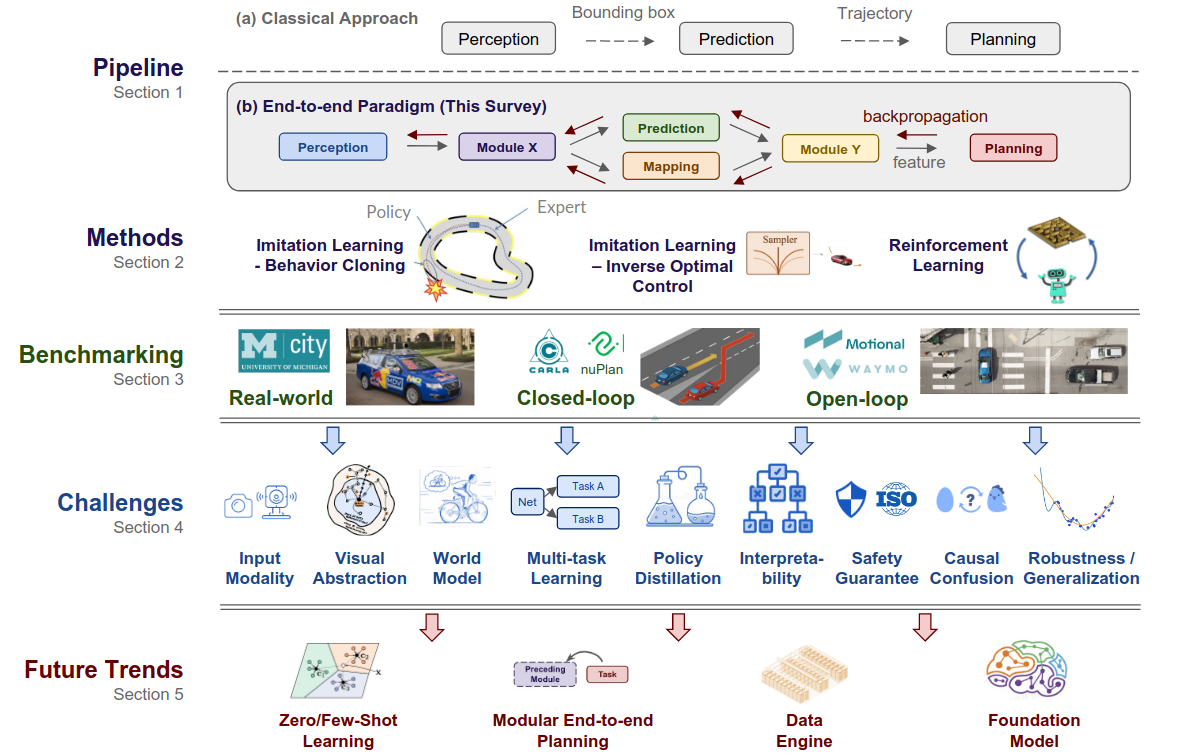 (a) Classical Approach
Bounding box
Trajectory
Perception
Prediction
Planning
Pipeline
Section 1
(b) End-to-end Paradigm (This Survey)
backpropagation
Perception
Module X
Prediction
Mapping
Module Y
feature
Planning
Methods
Section 2
Policy
Expert
Imitation Learning
- Behavior Cloning
Imitation Learning
– Inverse Optimal
Control
Sampler
Reinforcement
Learning
Benchmarking
Section 3
M city
UNIVERSITY OF MICHIGAN
Real-world
CARLA
nuPlan
Closed-loop
Motional
WAYMO
Open-loop
Challenges
Section 4
Net
Task A
Task B
ISO
?
Input
Modality
Visual
Abstraction
World
Model
Multi-task
Learning
Policy
Distillation
Interpreta-
bility
Safety
Guarantee
Causal
Confusion
Robustness /
Generalization
Future Trends
Section 5
X
Preceding
Module
Task
Zero/Few-Shot
Learning
Modular End-to-end
Planning
Data
Engine
Foundation
Model